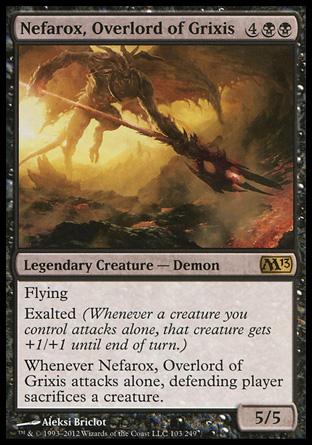 Nefarox, Overlord of Grixis 4
Legendary Creature — Demon M13
Flying
Exalted (Whenever a creature you
control attacks alone, that creature gets
+1/+1 until end of turn.)
Whenever Nefarox, Overlord of
Grixis attacks alone, defending player
sacrifices a creature.
5/5
Aleksi Briclot
™ & © 1993–2012 Wizards of the Coast LLC 103/249